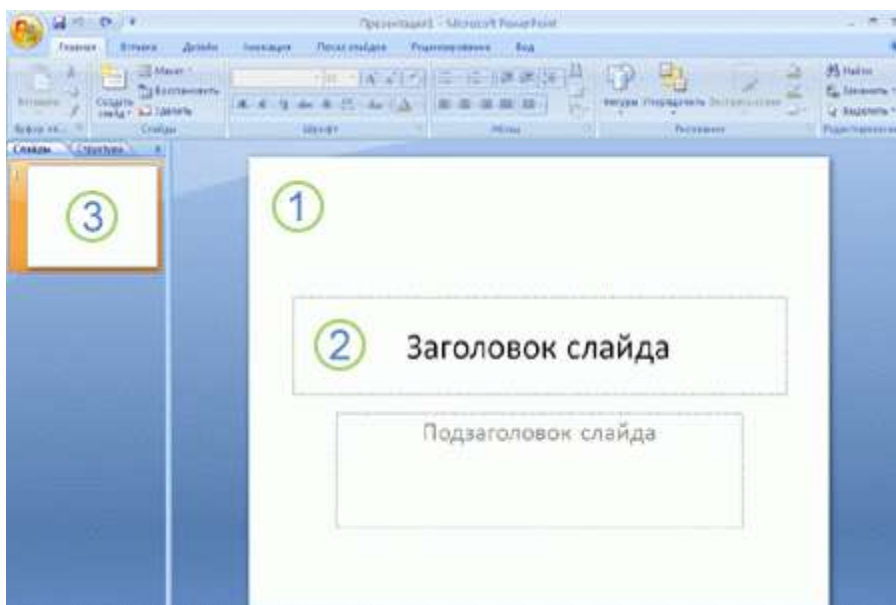 Презентация1 - Microsoft PowerPoint
Главная Вставка Дизайн Анимация Показ слайдов Рецензирование Вид
Макет
Восстановить
Удалить
Создать слайд
Фигуры Упорядочить
Найти
Заменить
Выделить
Слайды Шрифт Абзац Рисование Редактирование
Слайды Структура
1
3
1
2 Заголовок слайда
Подзаголовок слайда